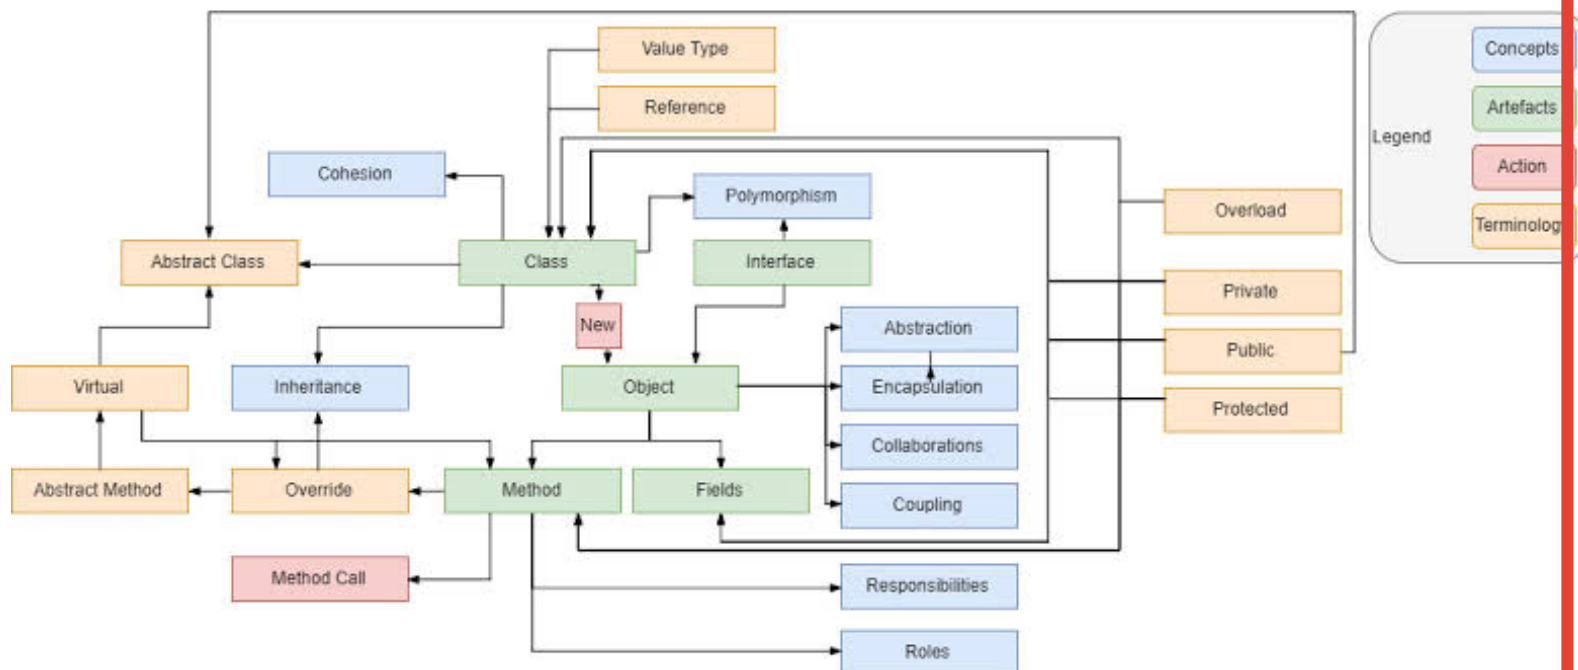 Value Type
Concepts
Reference
Artefacts
Legend
Cohesion
Action
Polymorphism
Overload
Terminolog
Abstract Class
Class
Interface
Private
New
Abstraction
Public
Virtual
Inheritance
Object
Encapsulation
Protected
Collaborations
Abstract Method
Override
Method
Fields
Coupling
Method Call
Responsibilities
Roles